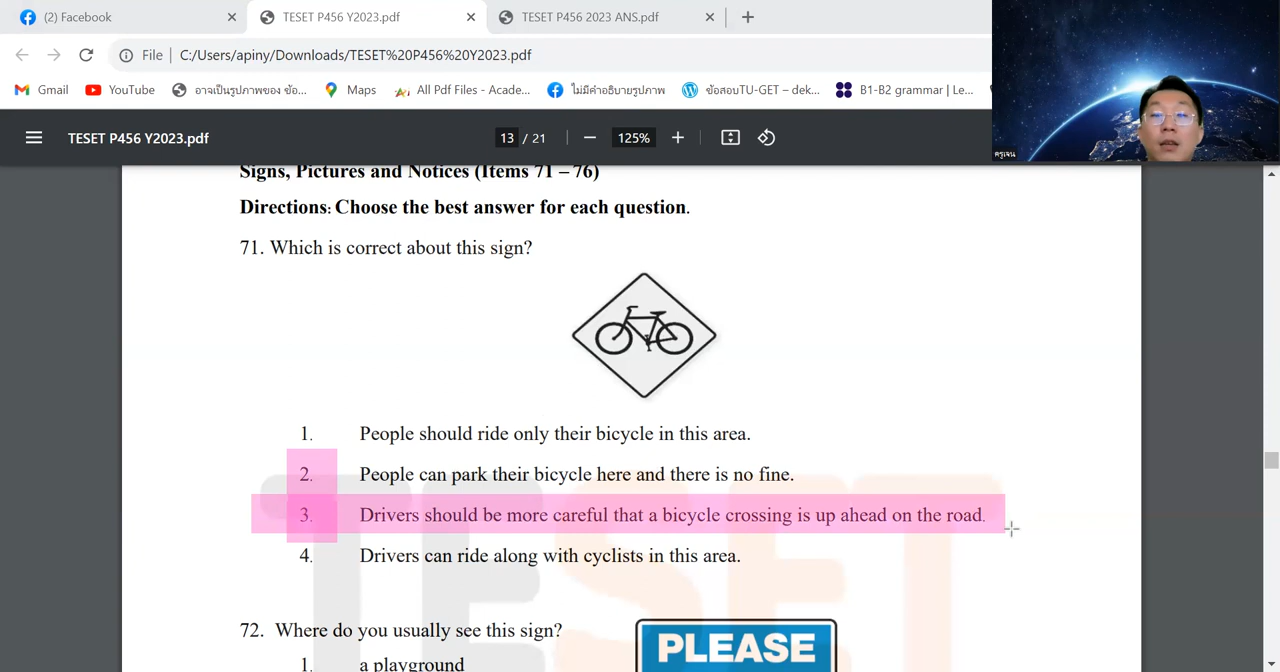 (2) Facebook
TESET P456 Y2023.pdf
TESET P456 2023 ANS.pdf
File
C:/Users/apiny/Downloads/TESET%20P456%20Y2023.pdf
Gmail
YouTube
อาจเป็นรูปภาพของ ข้อ...
Maps
All Pdf Files - Acade...
ไม่มีคำอธิบายรูปภาพ
ข้อสอบTU-GET – dek...
B1-B2 grammar | Le...
ครูเจน
TESET P456 Y2023.pdf
13 / 21
125%
Signs, Pictures and Notices (Items 71 – 76)
Directions: Choose the best answer for each question.
71. Which is correct about this sign?
1. People should ride only their bicycle in this area.
2. People can park their bicycle here and there is no fine.
3. Drivers should be more careful that a bicycle crossing is up ahead on the road.
4. Drivers can ride along with cyclists in this area.
TESET
72. Where do you usually see this sign?
PLEASE
1. a playground